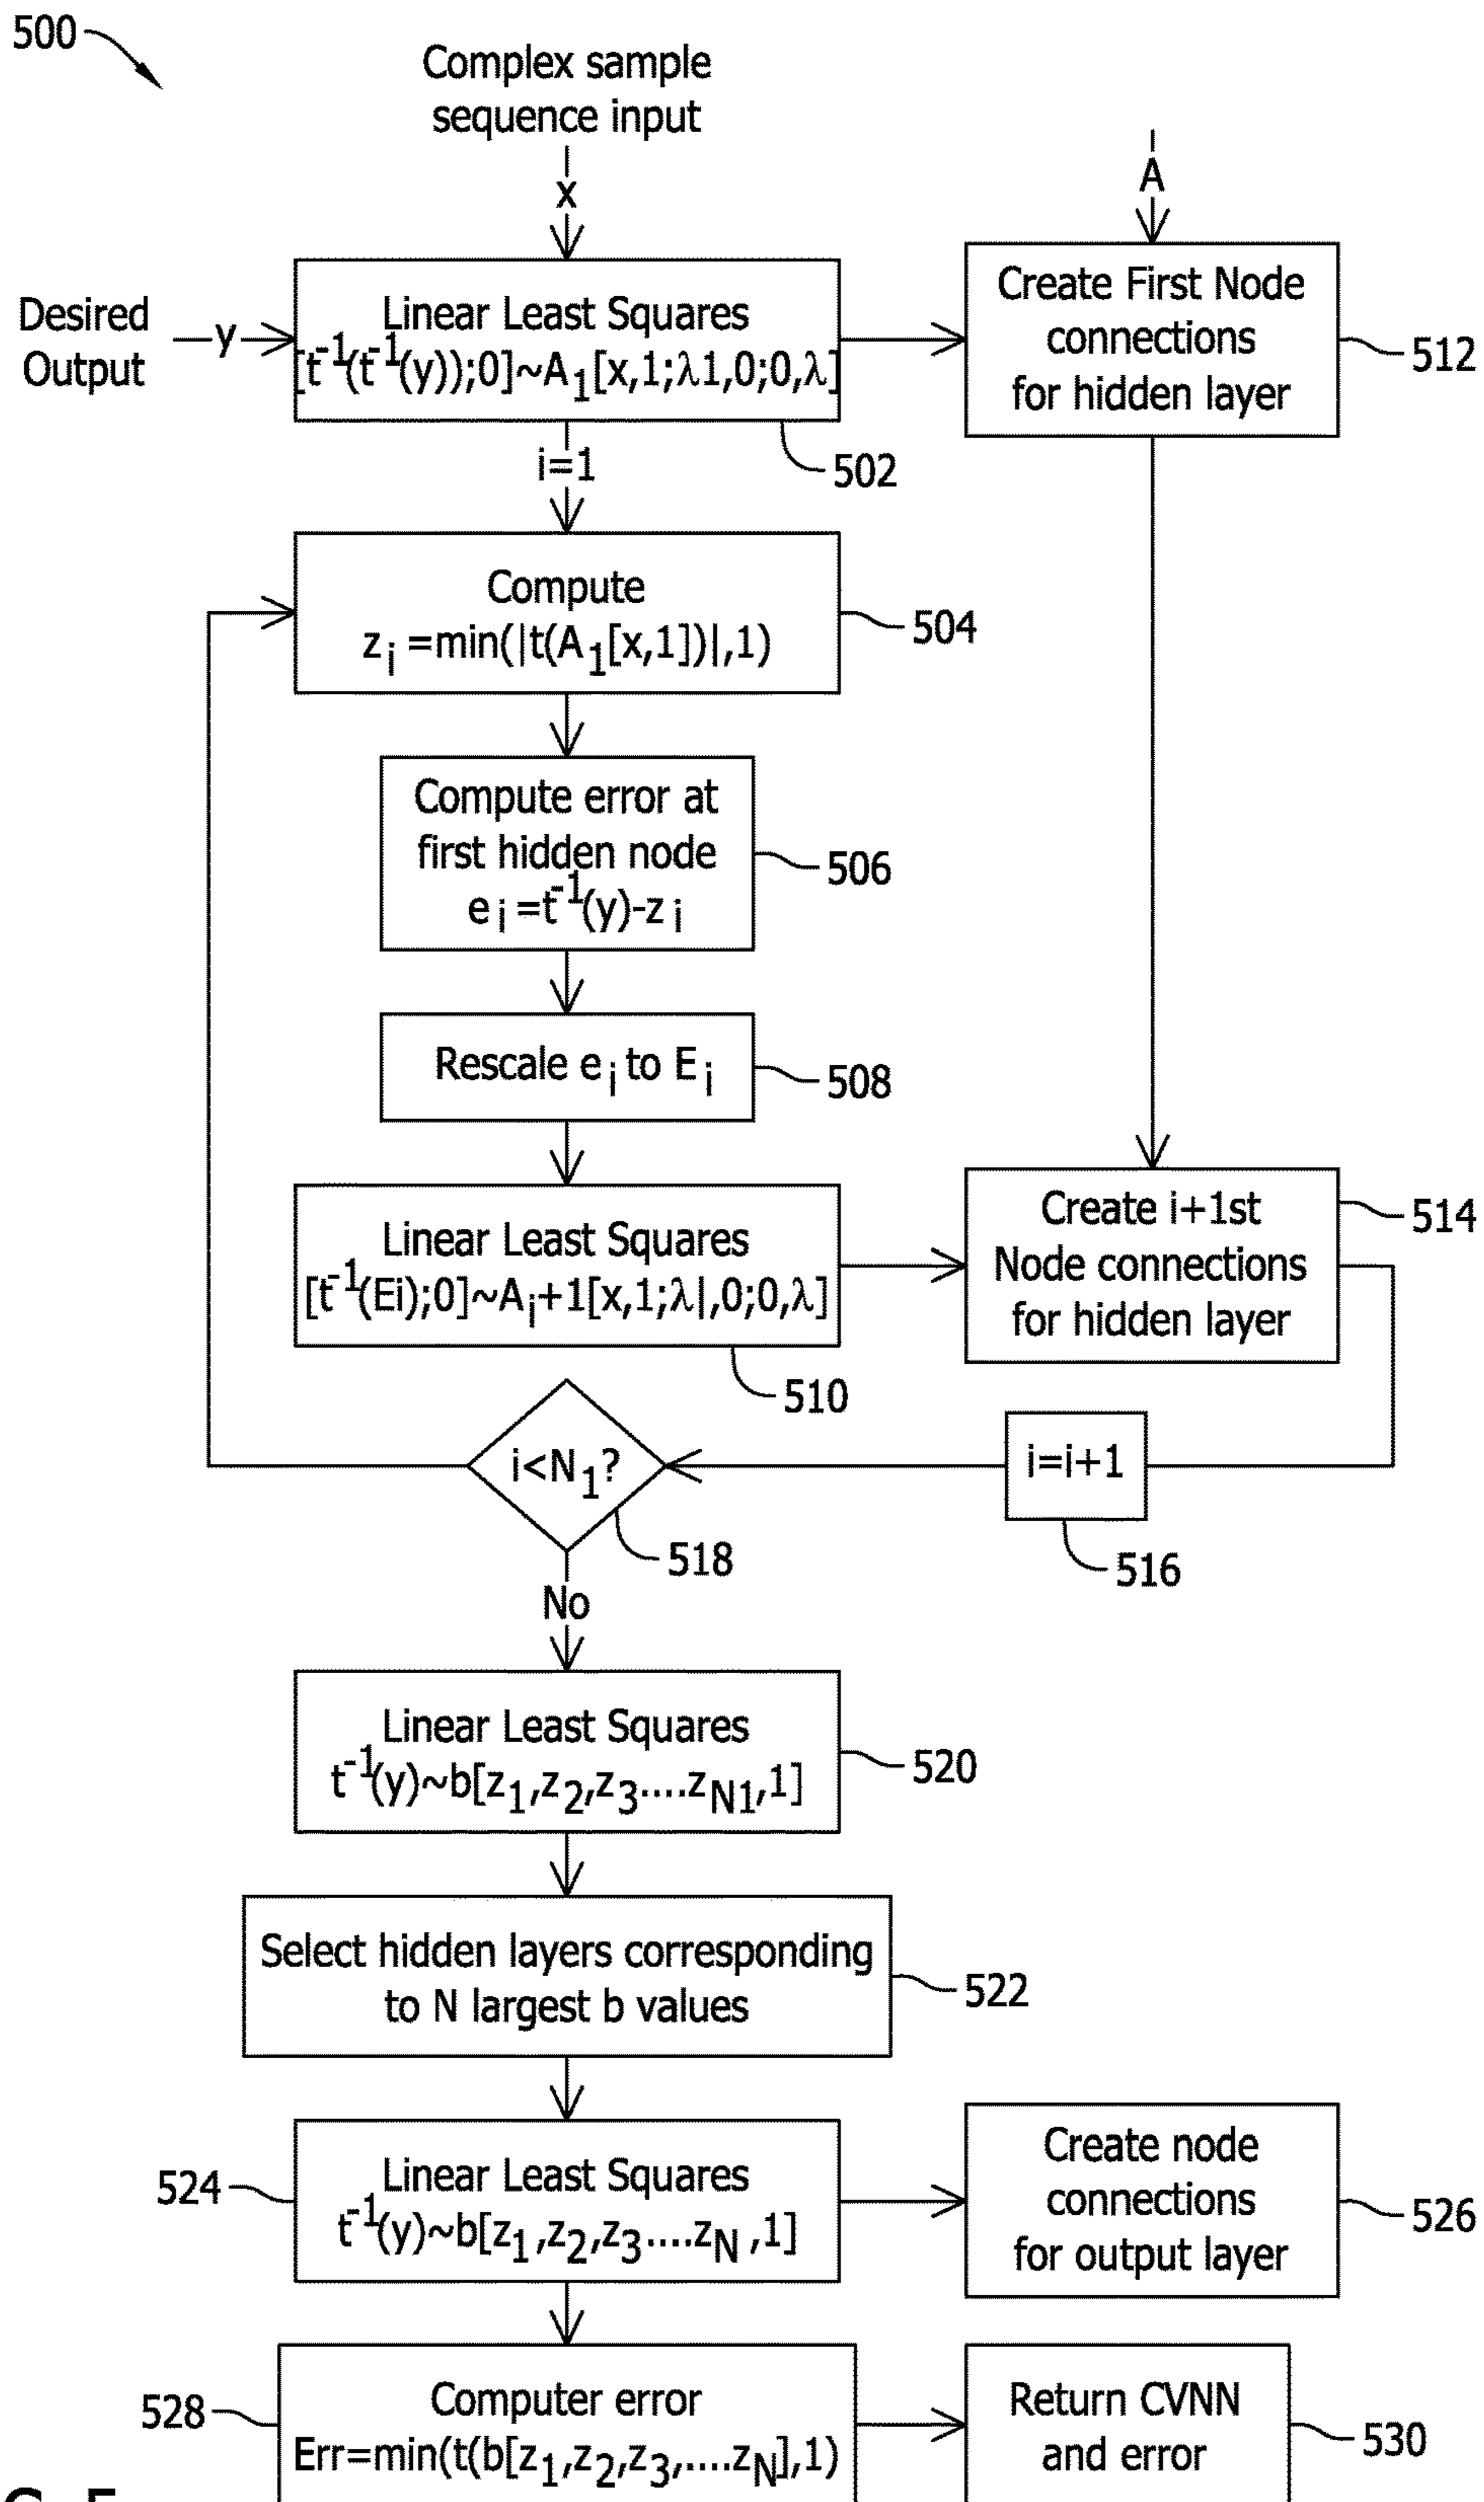 500
Complex sample
sequence input
x
A
Desired
Output
y
Linear Least Squares
[t⁻¹(t⁻¹(y));0]~A₁[x,1;λ1,0;0,λ]
502
Create First Node
connections
for hidden layer
512
i=1
Compute
zᵢ=min(|t(A₁[x,1])|,1)
504
Compute error at
first hidden node
eᵢ=t⁻¹(y)-zᵢ
506
Rescale eᵢ to Eᵢ
508
Linear Least Squares
[t⁻¹(Ei);0]~Aᵢ+1[x,1;λ|,0;0,λ]
510
Create i+1st
Node connections
for hidden layer
514
i=i+1
516
i<N₁?
518
No
Linear Least Squares
t⁻¹(y)~b[z₁,z₂,z₃....z_N1,1]
520
Select hidden layers corresponding
to N largest b values
522
524
Linear Least Squares
t⁻¹(y)~b[z₁,z₂,z₃....z_N,1]
Create node
connections
for output layer
526
528
Computer error
Err=min(t(b[z₁,z₂,z₃,....z_N],1)
Return CVNN
and error
530